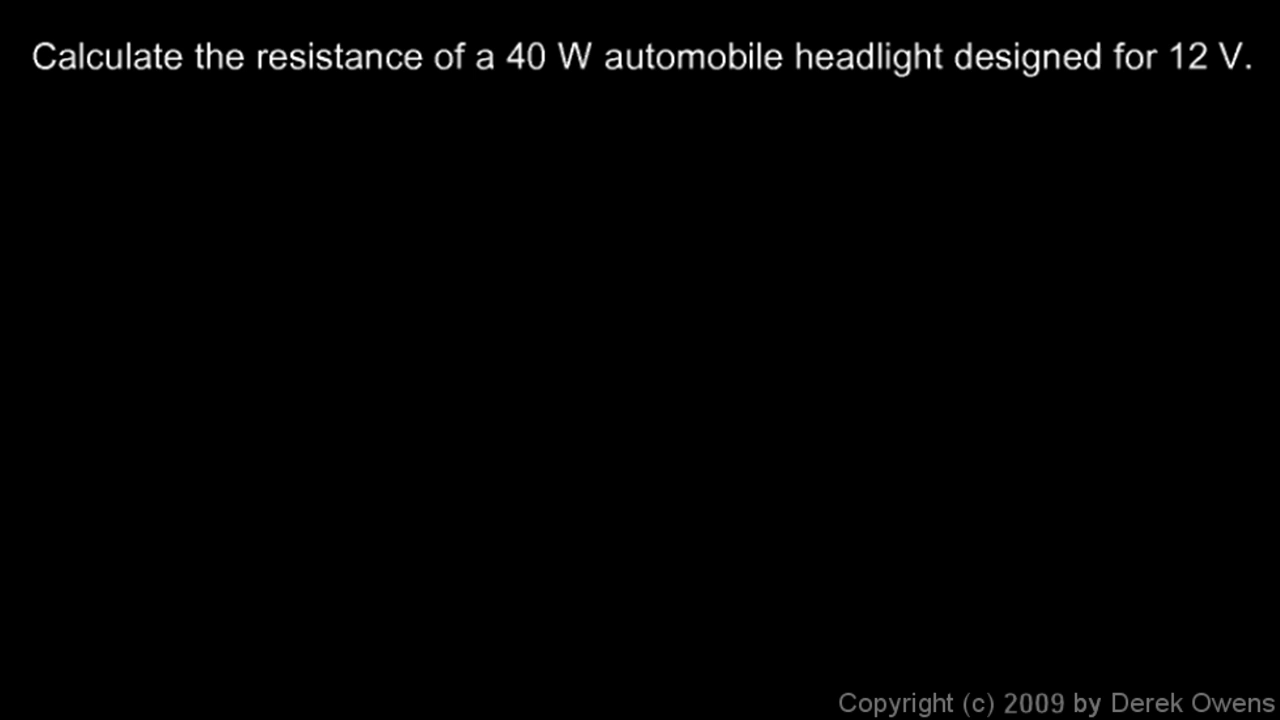 Calculate the resistance of a 40 W automobile headlight designed for 12 V.
Copyright (c) 2009 by Derek Owens